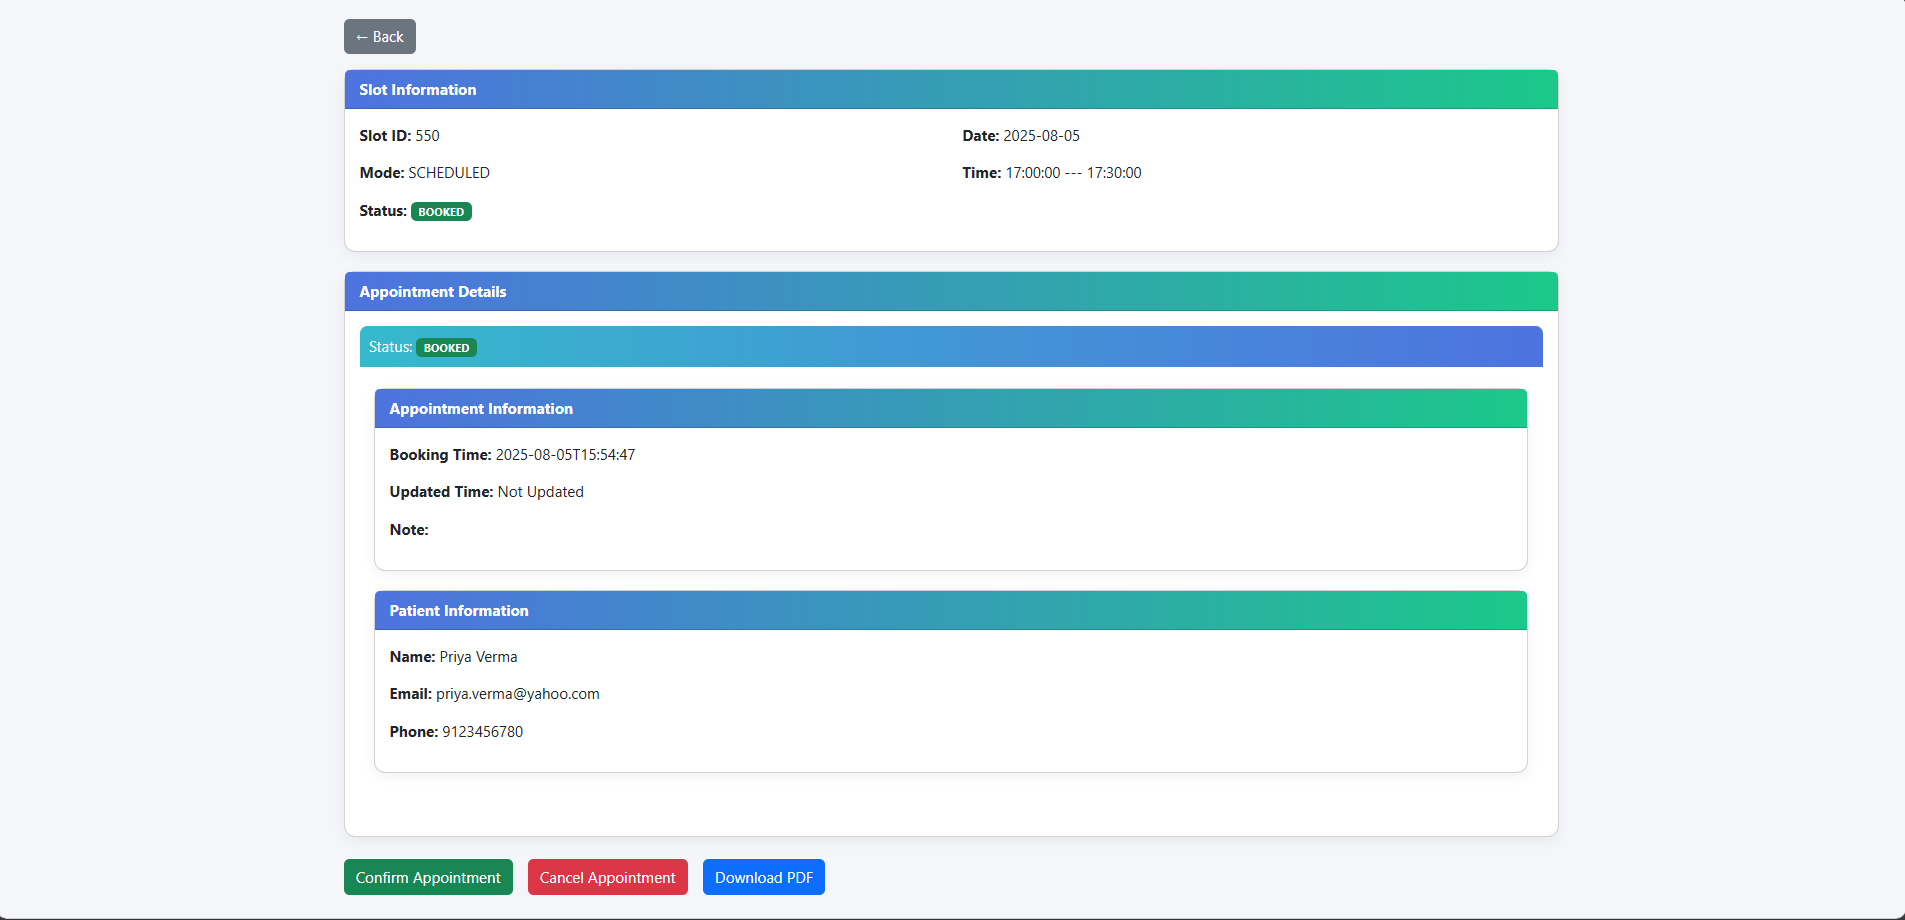 ← Back
Slot Information
Slot ID: 550
Date: 2025-08-05
Mode: SCHEDULED
Time: 17:00:00 --- 17:30:00
Status: BOOKED
Appointment Details
Status: BOOKED
Appointment Information
Booking Time: 2025-08-05T15:54:47
Updated Time: Not Updated
Note:
Patient Information
Name: Priya Verma
Email: priya.verma@yahoo.com
Phone: 9123456780
Confirm Appointment
Cancel Appointment
Download PDF